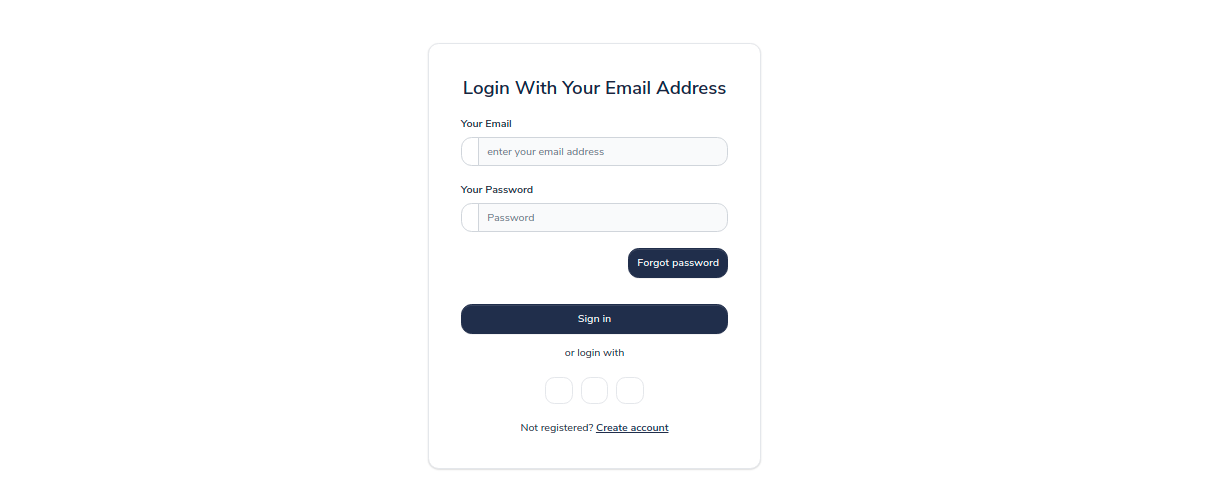 Login With Your Email Address
Your Email
enter your email address
Your Password
Password
Forgot password
Sign in
or login with
Not registered? Create account